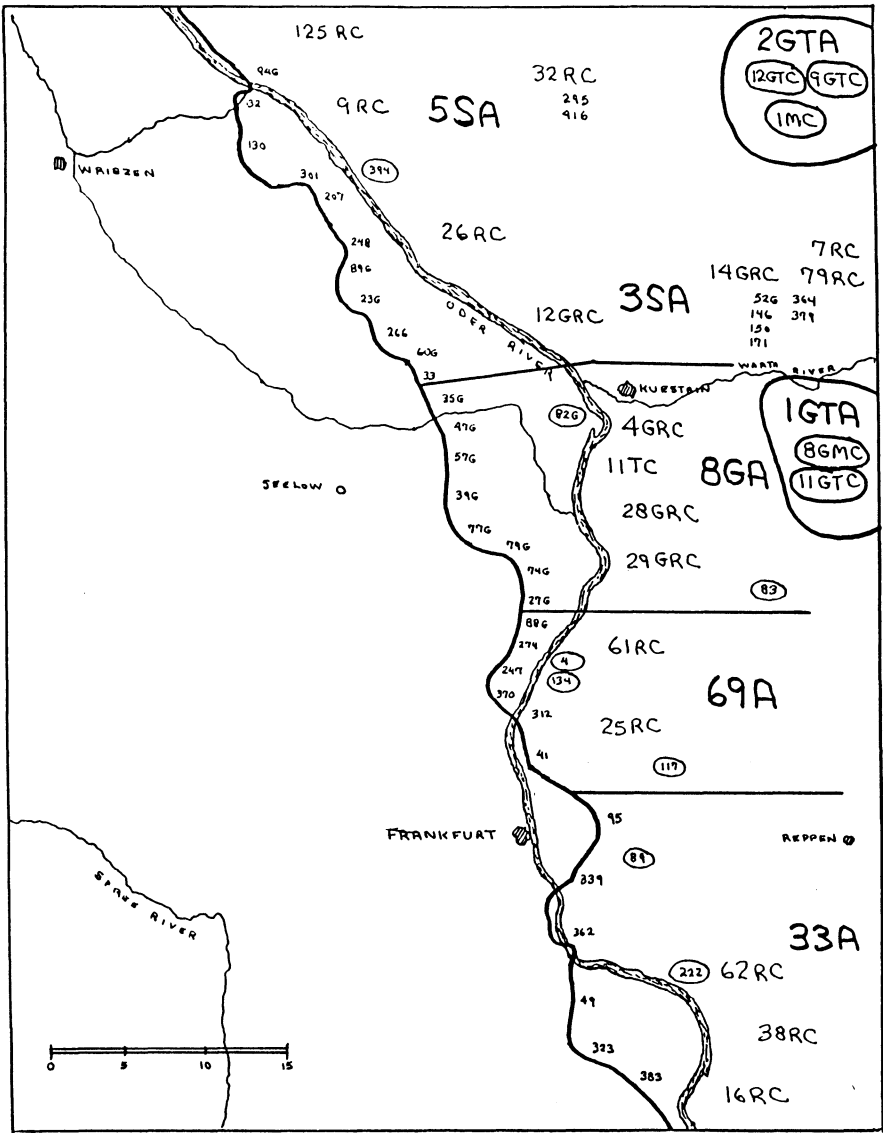 125 RC
2GTA
12GTC 9GTC
1MC
94G
32
9RC
5SA
32RC
295
416
130
WRIEZEN
301
394
207
248
89G
26RC
23G
ODER RIVER
12GRC
3SA
7RC
14GRC 79RC
52G 364
146 379
150
171
266
60G
33
WARTA RIVER
KUESTRIN
35G
82G
4GRC
1GTA
8GMC
11GTC
47G
57G
11TC
8GA
SEELOW
39G
28GRC
77G
79G
74G
29GRC
83
27G
88G
274
61RC
247
4
134
370
69A
312
25RC
41
117
95
FRANKFURT
REPPEN
89
339
SPREE RIVER
362
33A
222
62RC
49
38RC
323
383
16RC
0 5 10 15